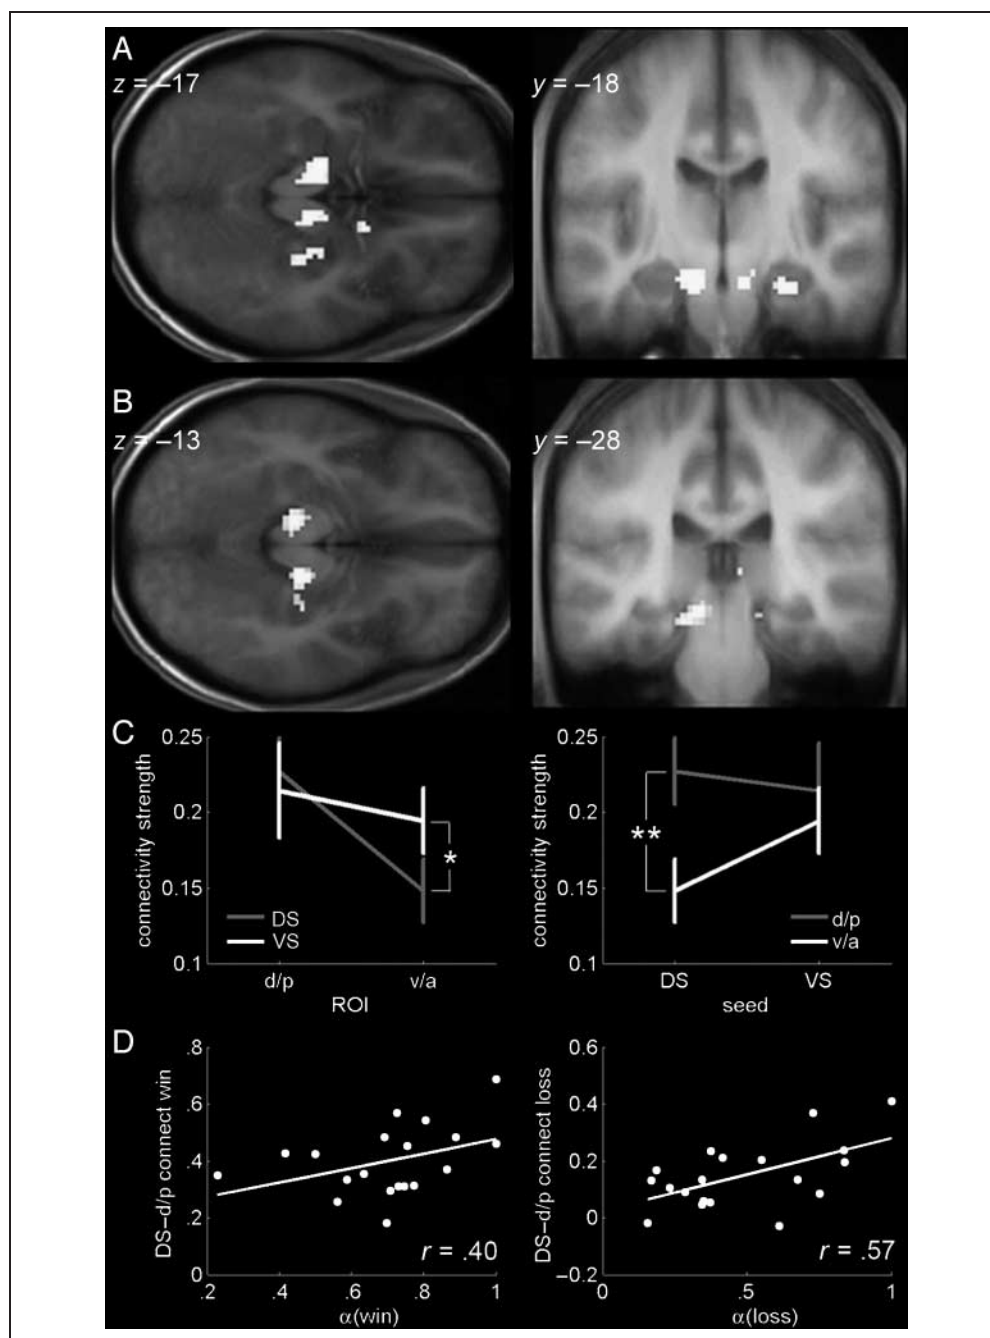 A
z = –17
y = –18
B
z = –13
y = –28
C
connectivity strength
0.25
0.2
0.15
0.1
DS
VS
*
d/p
v/a
ROI
connectivity strength
0.25
0.2
0.15
0.1
**
d/p
v/a
DS
VS
seed
D
DS–d/p connect win
.8
.6
.4
.2
0
r = .40
.2
.4
.6
.8
1
α(win)
DS–d/p connect loss
0.6
0.4
0.2
0
–0.2
r = .57
0
.5
1
α(loss)